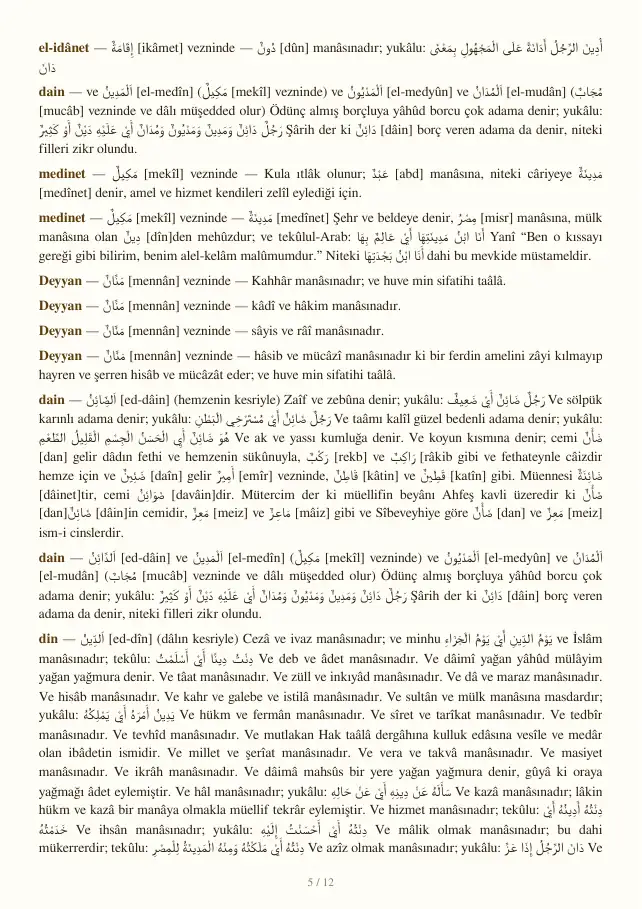 el-idânet — إِقَامَةٌ [ikâmet] vezninde — دُونٌ [dûn] manâsınadır; yukâlu: أُدِينَ الرَّجُلُ أَدَانَةً عَلَى الْمَجْهُولِ بِمَعْنَى
دَانَ
dain — ve اَلْمَدِينُ [el-medîn] (مَكِيلٌ [mekîl] vezninde) ve اَلْمَدْيُونُ [el-medyûn] ve اَلْمُدَانُ [el-mudân] (مُجَابٌ
[mucâb] vezninde ve dâlı müşedded olur) Ödünç almış borçluya yâhûd borcu çok adama denir; yukâlu:
رَجُلٌ دَائِنٌ وَمَدِينٌ وَمَدْيُونٌ وَمُدَانٌ أَيْ عَلَيْهِ دَيْنٌ أَوْ كَثِيرٌ Şârih der ki دَائِنٌ [dâin] borç veren adama da denir, niteki
filleri zikr olundu.
medinet — مَكِيلٌ [mekîl] vezninde — Kula ıtlâk olunur; عَبْدٌ [abd] manâsına, niteki câriyeye مَدِينَةٌ
[medînet] denir, amel ve hizmet kendileri zelîl eylediği için.
medinet — مَكِيلٌ [mekîl] vezninde — مَدِينَةٌ [medînet] Şehr ve beldeye denir, مِصْرُ [misr] manâsına, mülk
manâsına olan دِينٌ [dîn]den mehûzdur; ve tekûlul-Arab: أَنَا ابْنُ مَدِينَتِهَا أَيْ عَالِمٌ بِهَا Yanî “Ben o kıssayı
gereği gibi bilirim, benim alel-kelâm malûmumdur.” Niteki أَنَا ابْنُ بَجْدَتِهَا dahi bu mevkide müstameldir.
Deyyan — مَنَّانٌ [mennân] vezninde — Kahhâr manâsınadır; ve huve min sifatihi taâlâ.
Deyyan — مَنَّانٌ [mennân] vezninde — kâdî ve hâkim manâsınadır.
Deyyan — مَنَّانٌ [mennân] vezninde — sâyis ve râî manâsınadır.
Deyyan — مَنَّانٌ [mennân] vezninde — hâsib ve mücâzî manâsınadır ki bir ferdin amelini zâyi kılmayıp
hayren ve şerren hisâb ve mücâzât eder; ve huve min sifatihi taâlâ.
dain — اَلضَّائِنُ [ed-dâin] (hemzenin kesriyle) Zaîf ve zebûna denir; yukâlu: رَجُلٌ ضَائِنٌ أَيْ ضَعِيفٌ Ve sölpük
karınlı adama denir; yukâlu: رَجُلٌ ضَائِنٌ أَيْ مُسْتَرْخِي الْبَطْنِ Ve taâmı kalîl güzel bedenli adama denir; yukâlu:
هُوَ ضَائِنٌ أَيِ الْحَسَنُ الْجِسْمِ الْقَلِيلُ الطَّعْمِ Ve ak ve yassı kumluğa denir. Ve koyun kısmına denir; cemi ضَأْنٌ
[dan] gelir dâdın fethi ve hemzenin sükûnuyla, رَكْبٌ [rekb] ve رَاكِبٌ [râkib gibi ve fethateynle câizdir
hemze için ve ضَئِينٌ [daîn] gelir أَمِيرٌ [emîr] vezninde, قَاطِنٌ [kâtin] ve قَطِينٌ [katîn] gibi. Müennesi ضَائِنَةٌ
[dâinet]tir, cemi ضَوَائِنُ [davâin]dir. Mütercim der ki müellifin beyânı Ahfeş kavli üzeredir ki ضَأْنٌ
[dan]ضَائِنٌ [dâin]in cemidir, مَعِزٌ [meiz] ve مَاعِزٌ [mâiz] gibi ve Sîbeveyhiye göre ضَأْنٌ [dan] ve مَعِزٌ [meiz]
ism-i cinslerdir.
dain — اَلدَّائِنُ [ed-dâin] ve اَلْمَدِينُ [el-medîn] (مَكِيلٌ [mekîl] vezninde) ve اَلْمَدْيُونُ [el-medyûn] ve اَلْمُدَانُ
[el-mudân] (مُجَابٌ [mucâb] vezninde ve dâlı müşedded olur) Ödünç almış borçluya yâhûd borcu çok
adama denir; yukâlu: رَجُلٌ دَائِنٌ وَمَدِينٌ وَمَدْيُونٌ وَمُدَانٌ أَيْ عَلَيْهِ دَيْنٌ أَوْ كَثِيرٌ Şârih der ki دَائِنٌ [dâin] borç veren
adama da denir, niteki filleri zikr olundu.
din — اَلدِّينُ [ed-dîn] (dâlın kesriyle) Cezâ ve ivaz manâsınadır; ve minhu يَوْمُ الدِّينِ أَيْ يَوْمُ الْجَزَاءِ ve İslâm
manâsınadır; tekûlu: دِنْتُ دِينًا أَيْ أَسْلَمْتُ Ve deb ve âdet manâsınadır. Ve dâimî yağan yâhûd mülâyim
yağan yağmura denir. Ve tâat manâsınadır. Ve züll ve inkıyâd manâsınadır. Ve dâ ve maraz manâsınadır.
Ve hisâb manâsınadır. Ve kahr ve galebe ve istilâ manâsınadır. Ve sultân ve mülk manâsına masdardır;
yukâlu: يَدِينُ أَمْرَهُ أَيْ يَمْلِكُهُ Ve hükm ve fermân manâsınadır. Ve sîret ve tarîkat manâsınadır. Ve tedbîr
manâsınadır. Ve tevhîd manâsınadır. Ve mutlakan Hak taâlâ dergâhına kulluk edâsına vesîle ve medâr
olan ibâdetin ismidir. Ve millet ve şerîat manâsınadır. Ve vera ve takvâ manâsınadır. Ve masiyet
manâsınadır. Ve ikrâh manâsınadır. Ve dâimâ mahsûs bir yere yağan yağmura denir, gûyâ ki oraya
yağmağı âdet eylemiştir. Ve hâl manâsınadır; yukâlu: سَأَلَهُ عَنْ دِينِهِ أَيْ عَنْ حَالِهِ Ve kazâ manâsınadır; lâkin
hükm ve kazâ bir manâya olmakla müellif tekrâr eylemiştir. Ve hizmet manâsınadır; tekûlu: دِنْتُهُ أَدِينُهُ أَيْ
خَدَمْتُهُ Ve ihsân manâsınadır; yukâlu: دِنْتُهُ أَيْ أَحْسَنْتُ إِلَيْهِ Ve mâlik olmak manâsınadır; bu dahi
mükerrerdir; tekûlu: دِنْتُهُ أَيْ مَلَكْتُهُ وَمِنْهُ الْمَدِينَةُ لِلْمِصْرِ Ve azîz olmak manâsınadır; yukâlu: دَانَ الرَّجُلُ إِذَا عَزَّ Ve
5 / 12